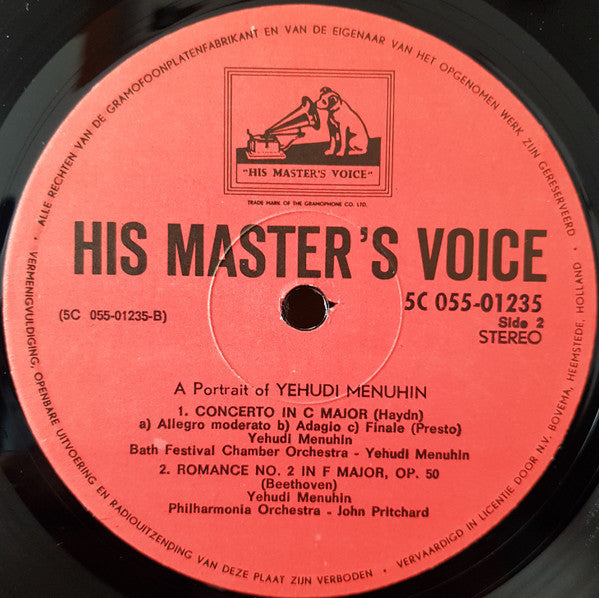 ALLE RECHTEN VAN DE GRAMOFOONPLATENFABRIKANT EN VAN DE EIGENAAR VAN HET OPGENOMEN WERK ZIJN GERESERVEERD
"HIS MASTER'S VOICE"
TRADE MARK OF THE GRAMOPHONE CO. LTD.
HIS MASTER'S VOICE
5C 055-01235
(5C 055-01235-B)
Side 2
STEREO
A Portrait of YEHUDI MENUHIN
1. CONCERTO IN C MAJOR (Haydn)
a) Allegro moderato b) Adagio c) Finale (Presto)
Yehudi Menuhin
Bath Festival Chamber Orchestra - Yehudi Menuhin
2. ROMANCE NO. 2 IN F MAJOR, OP. 50
(Beethoven)
Yehudi Menuhin
Philharmonia Orchestra - John Pritchard
VERMENIGVULDIGING, OPENBARE UITVOERING EN RADIOUITZENDING VAN DEZE PLAAT ZIJN VERBODEN •
VERVAARDIGD IN LICENTIE DOOR N.V. BOVEMA, HEEMSTEDE, HOLLAND •